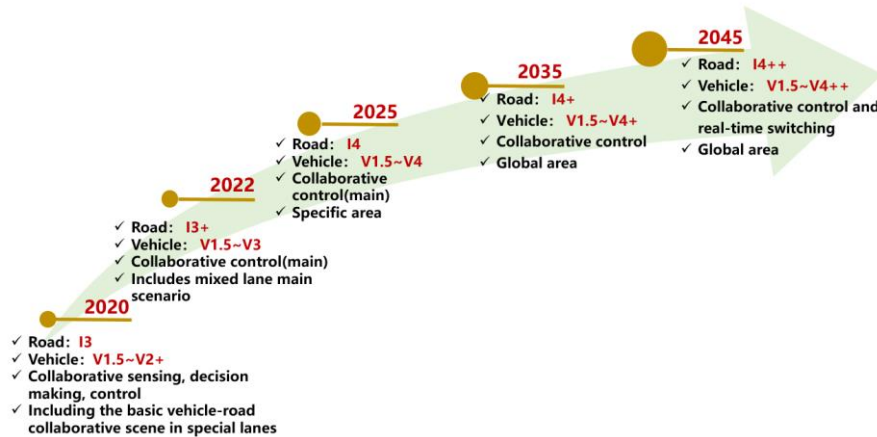 2020
✓ Road: I3
✓ Vehicle: V1.5~V2+
✓ Collaborative sensing, decision
making, control
✓ Including the basic vehicle-road
collaborative scene in special lanes
2022
✓ Road: I3+
✓ Vehicle: V1.5~V3
✓ Collaborative control(main)
✓ Includes mixed lane main
scenario
2025
✓ Road: I4
✓ Vehicle: V1.5~V4
✓ Collaborative
control(main)
✓ Specific area
2035
✓ Road: I4+
✓ Vehicle: V1.5~V4+
✓ Collaborative control
✓ Global area
2045
✓ Road: I4++
✓ Vehicle: V1.5~V4++
✓ Collaborative control and
real-time switching
✓ Global area